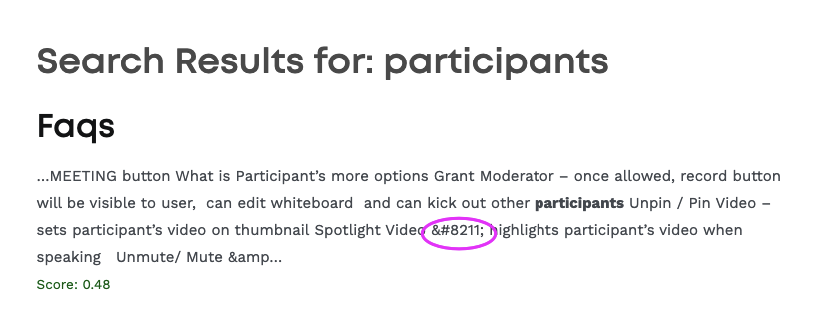 Search Results for: participants
Faqs
...MEETING button What is Participant’s more options Grant Moderator – once allowed, record button
will be visible to user,  can edit whiteboard  and can kick out other participants Unpin / Pin Video –
sets participant’s video on thumbnail Spotlight Video &#8211; highlights participant’s video when
speaking   Unmute/ Mute &amp...
Score: 0.48